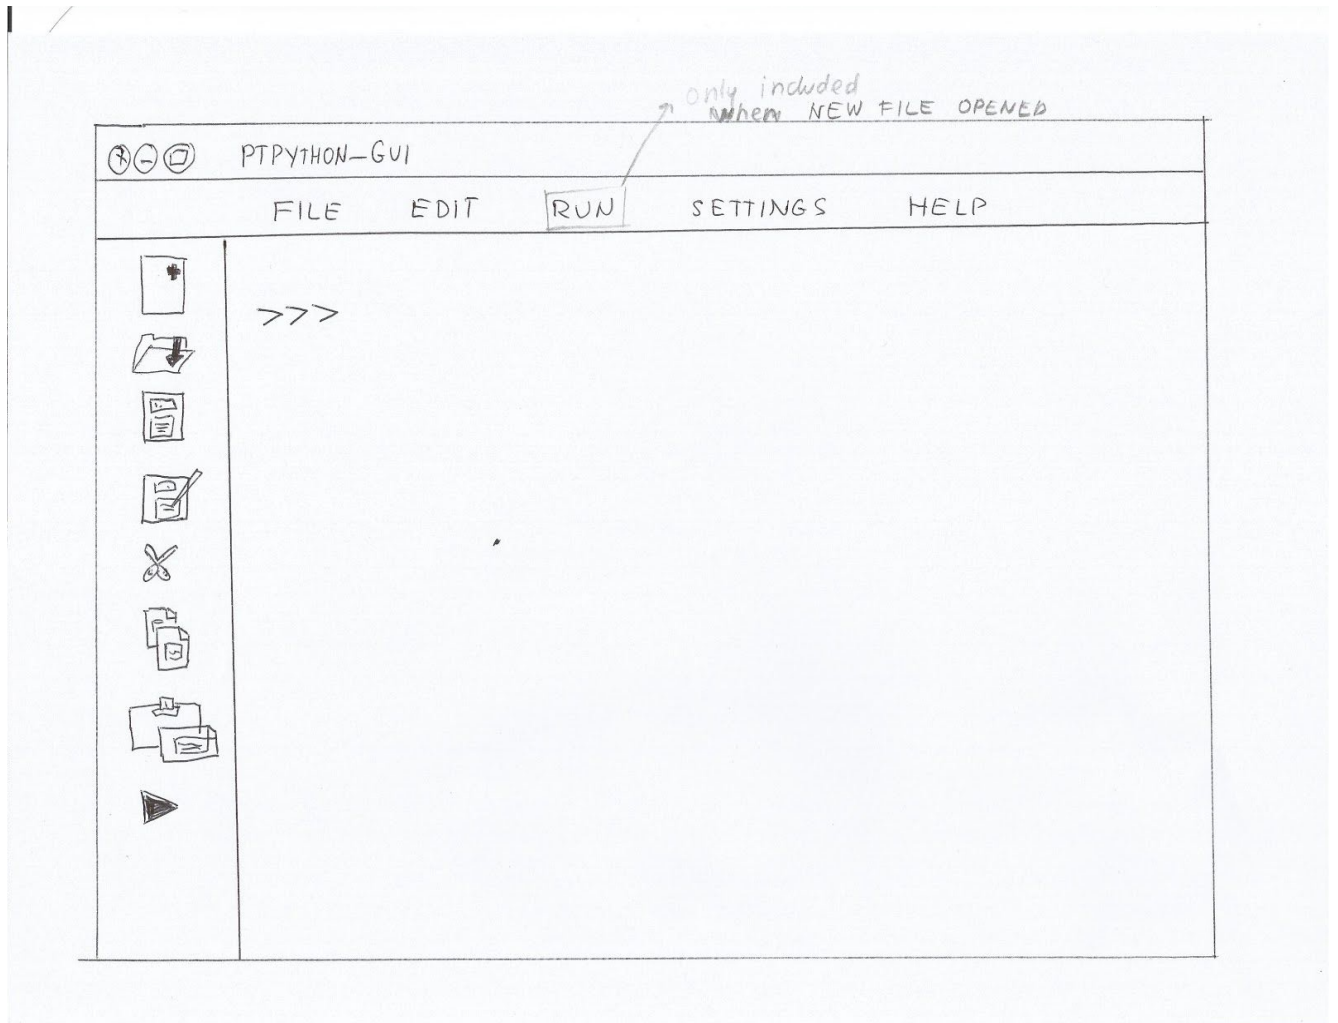 only included
when NEW FILE OPENED
PTPYTHON-GUI
FILE EDIT RUN SETTINGS HELP
>>>